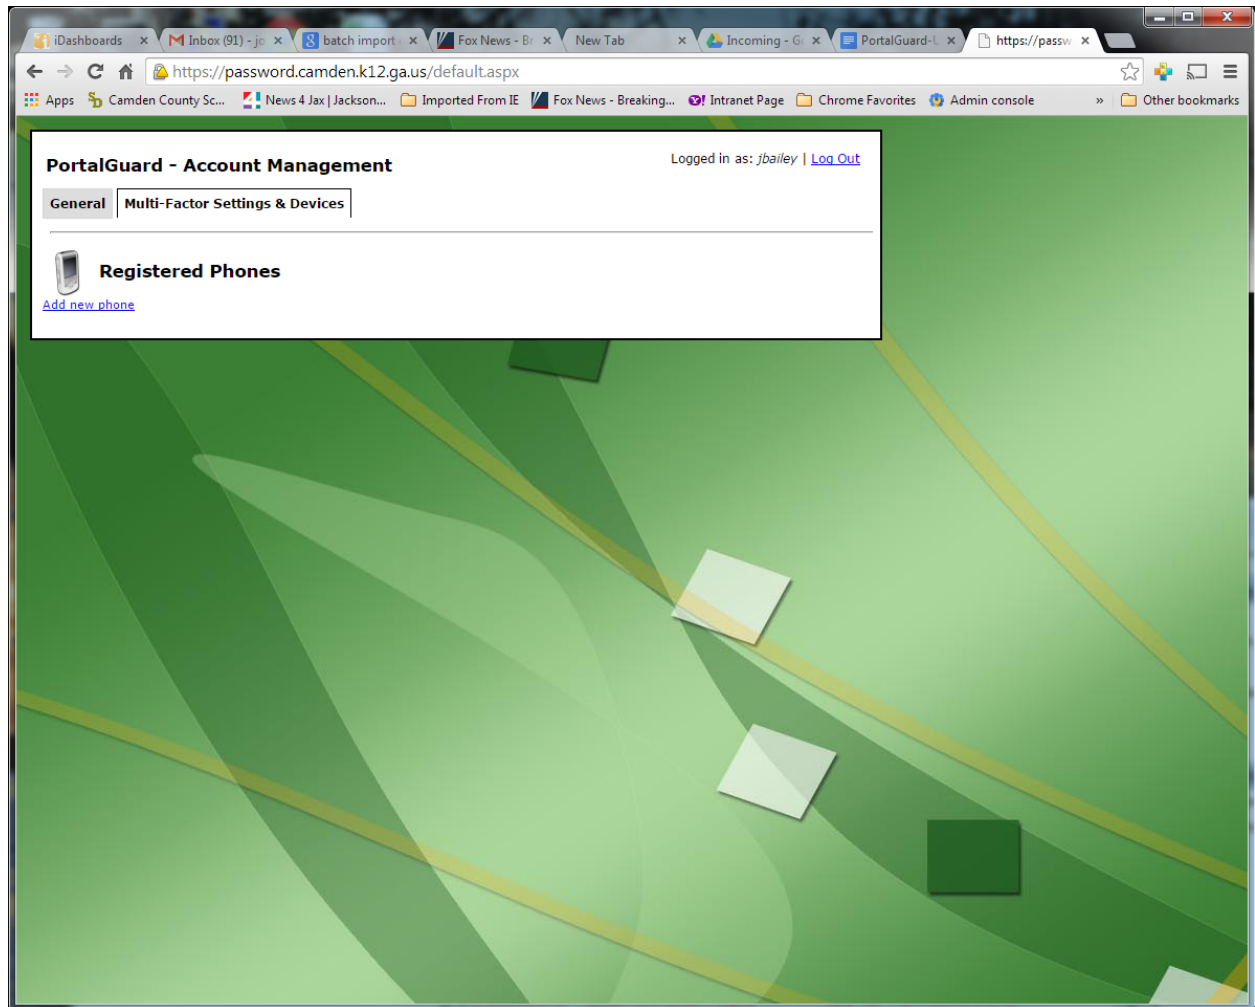 iDashboards
Inbox (91) - jo
batch import
Fox News - Br
New Tab
Incoming - G
PortalGuard-L
https://passw
https://password.camden.k12.ga.us/default.aspx
Apps
Camden County Sc...
News 4 Jax | Jackson...
Imported From IE
Fox News - Breaking...
Intranet Page
Chrome Favorites
Admin console
»
Other bookmarks
PortalGuard - Account Management
Logged in as: jbailey | Log Out
General
Multi-Factor Settings & Devices
Registered Phones
Add new phone